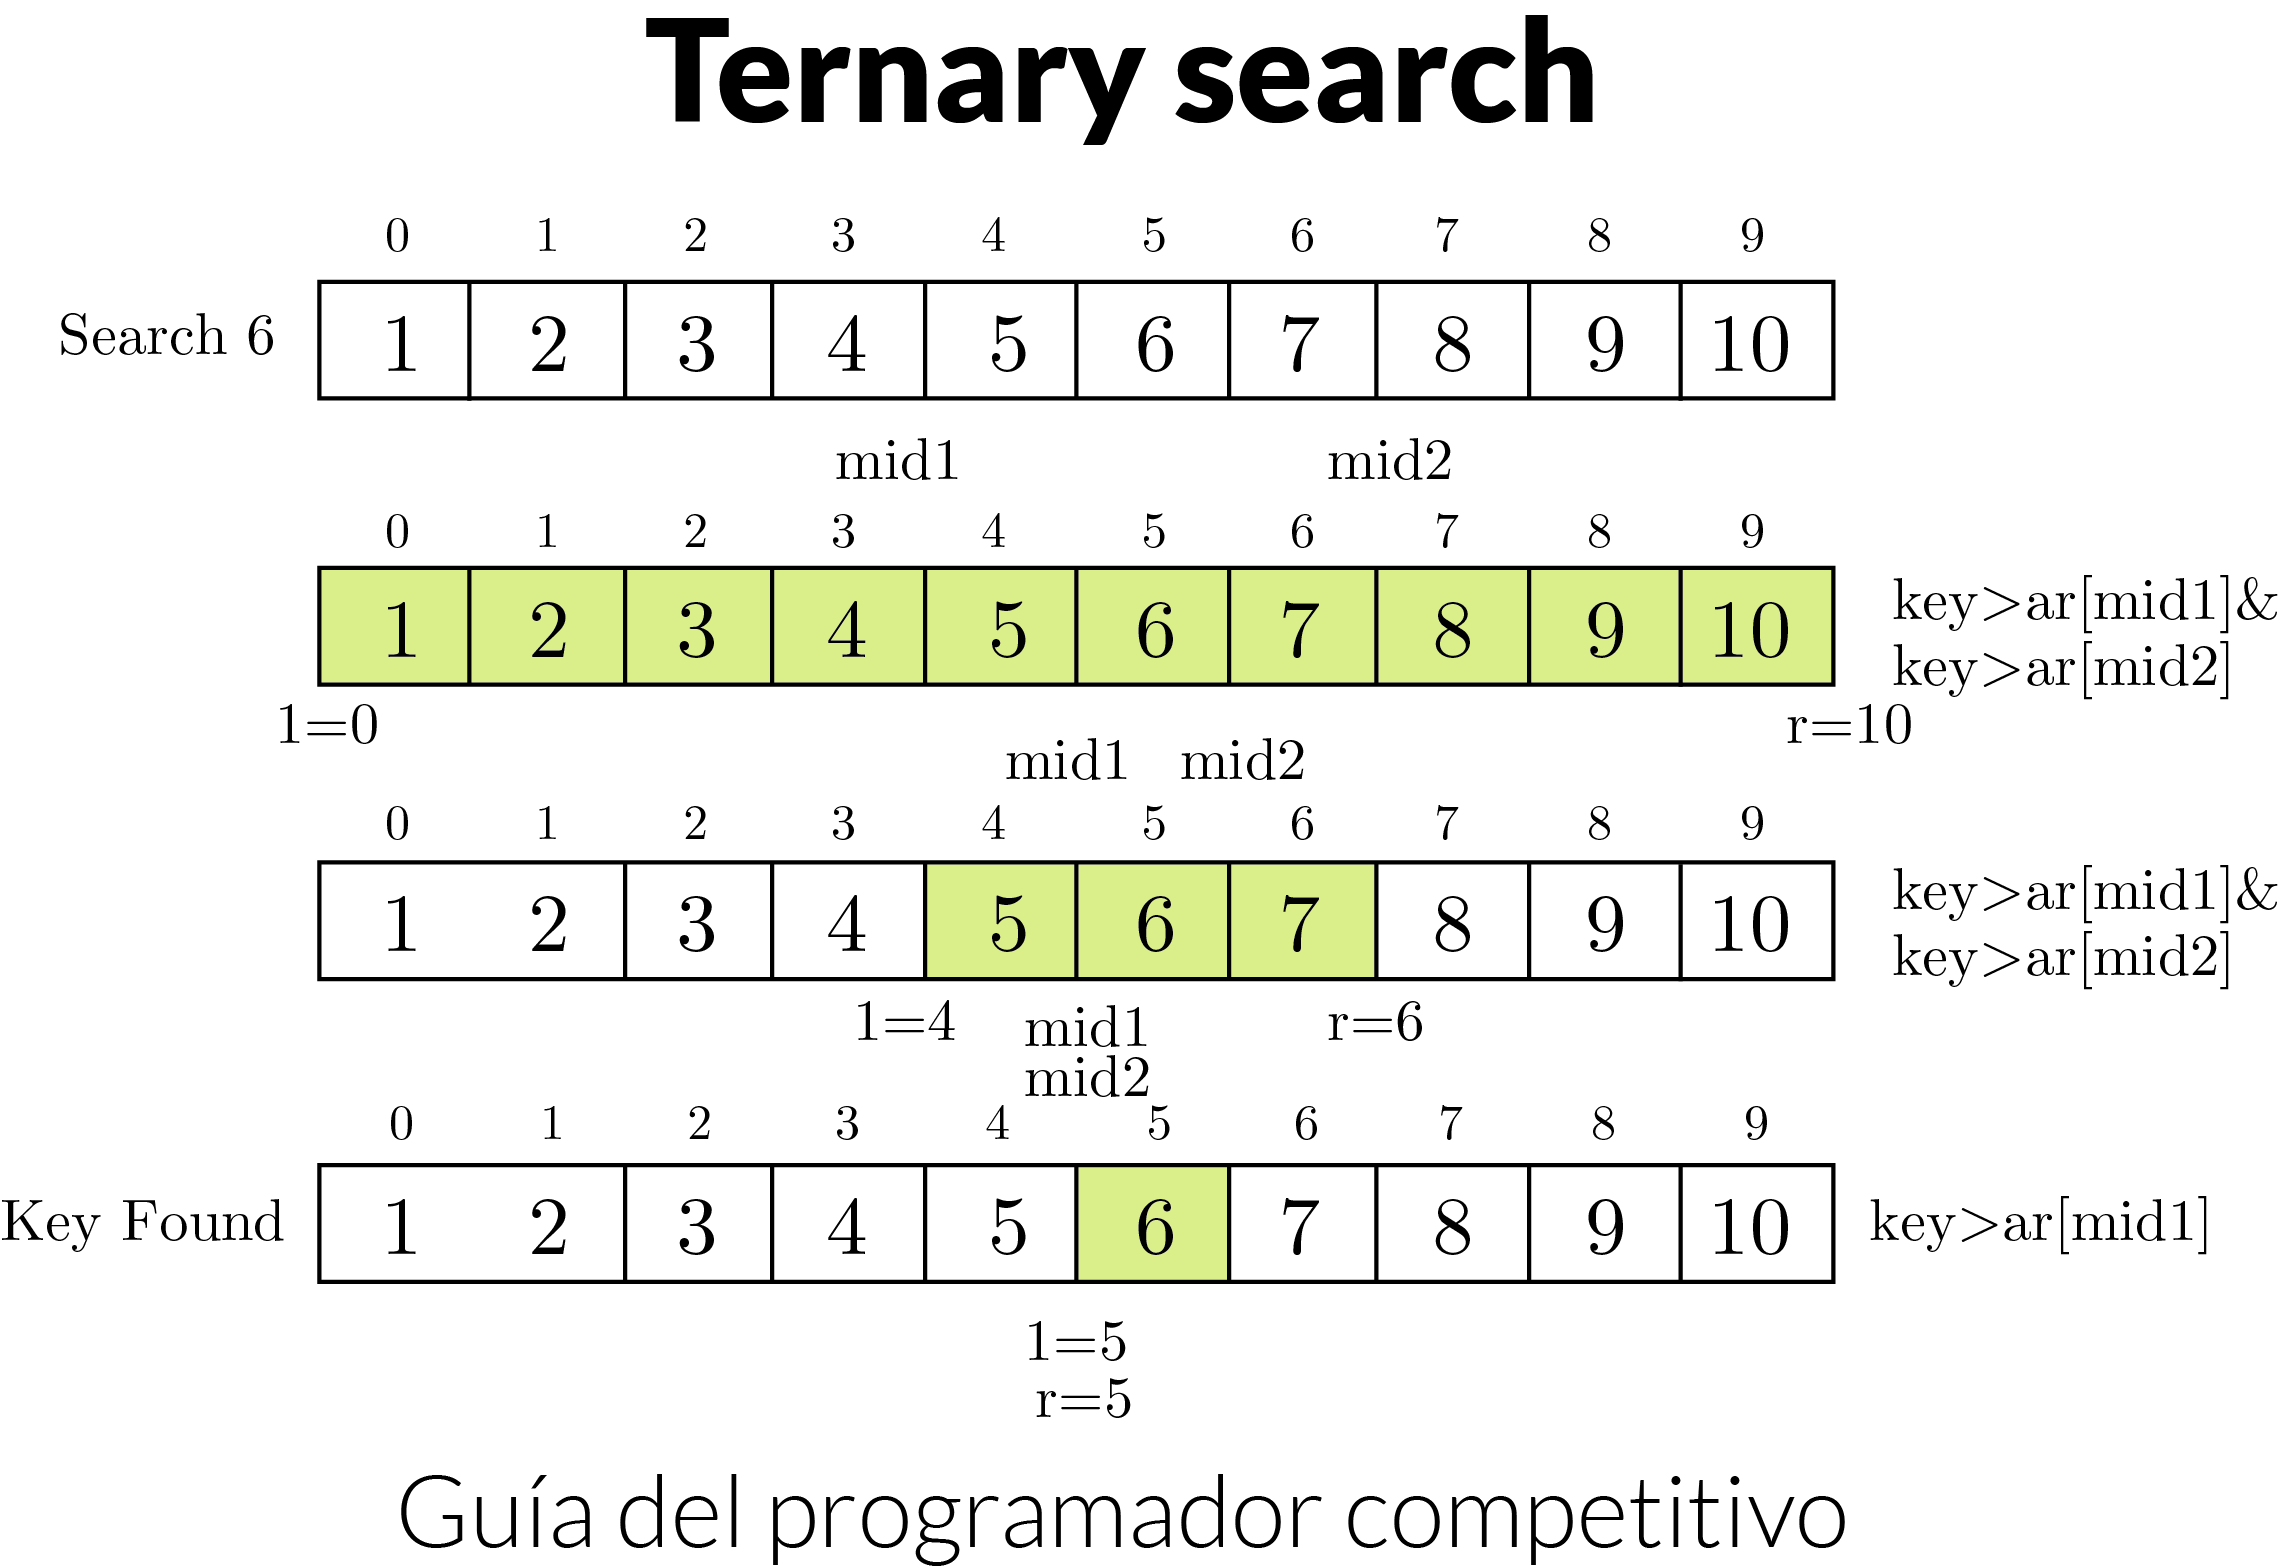 Ternary search
0 1 2 3 4 5 6 7 8 9
Search 6 1 2 3 4 5 6 7 8 9 10
mid1 mid2
0 1 2 3 4 5 6 7 8 9
1 2 3 4 5 6 7 8 9 10 key>ar[mid1]&
key>ar[mid2]
1=0 r=10
mid1 mid2
0 1 2 3 4 5 6 7 8 9
1 2 3 4 5 6 7 8 9 10 key>ar[mid1]&
key>ar[mid2]
1=4 mid1 r=6
mid2
0 1 2 3 4 5 6 7 8 9
Key Found 1 2 3 4 5 6 7 8 9 10 key>ar[mid1]
1=5
r=5
Guía del programador competitivo